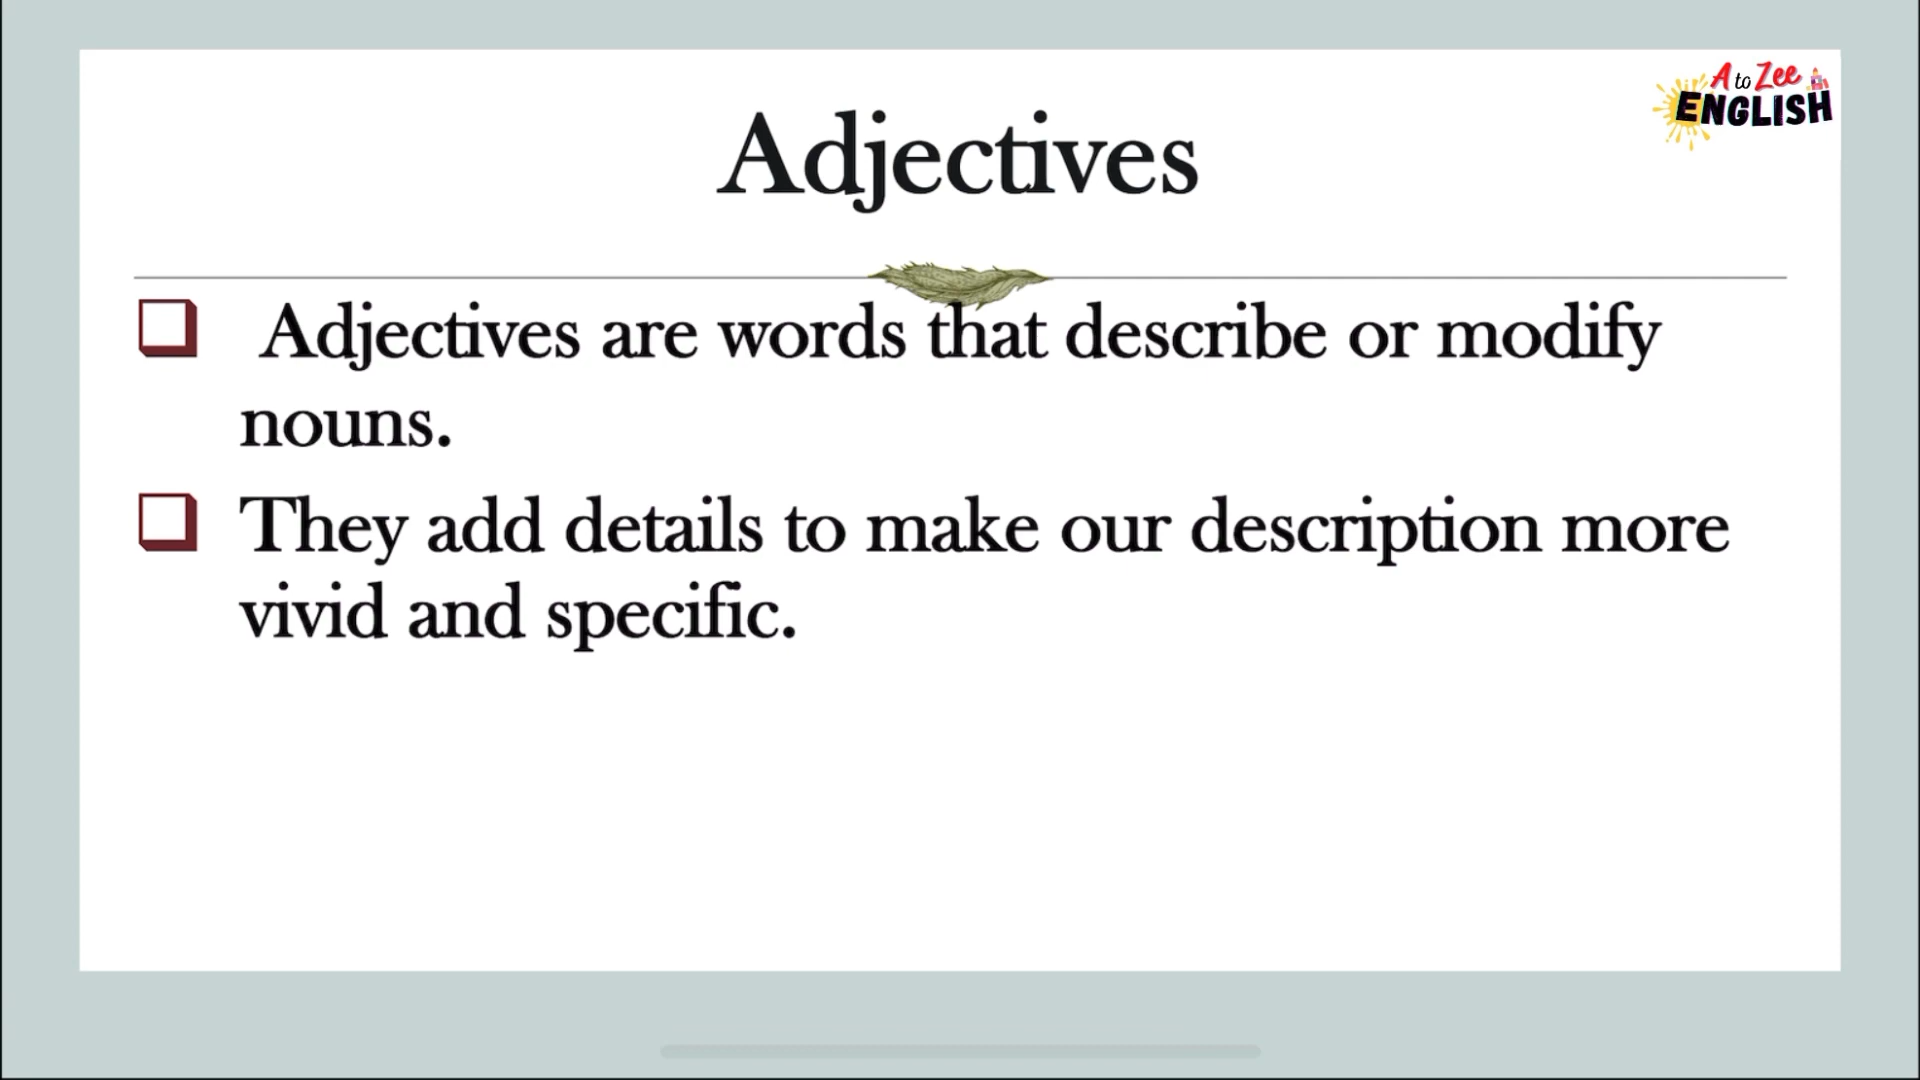 A to Zee
ENGLISH
Adjectives
Adjectives are words that describe or modify
nouns.
They add details to make our description more
vivid and specific.